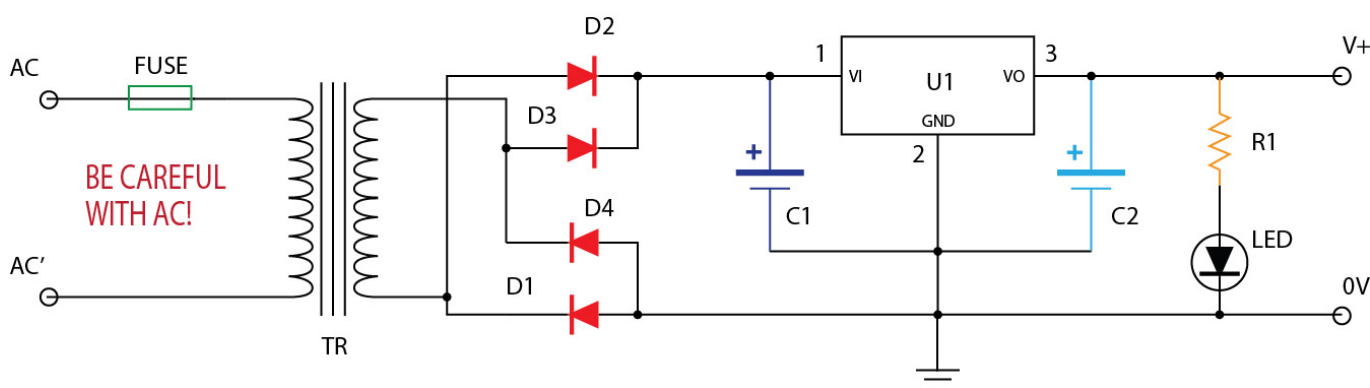 AC
FUSE
BE CAREFUL
WITH AC!
AC'
TR
D2
D3
D4
D1
1
VI
U1
VO
GND
3
2
+
C1
+
C2
R1
LED
V+
0V